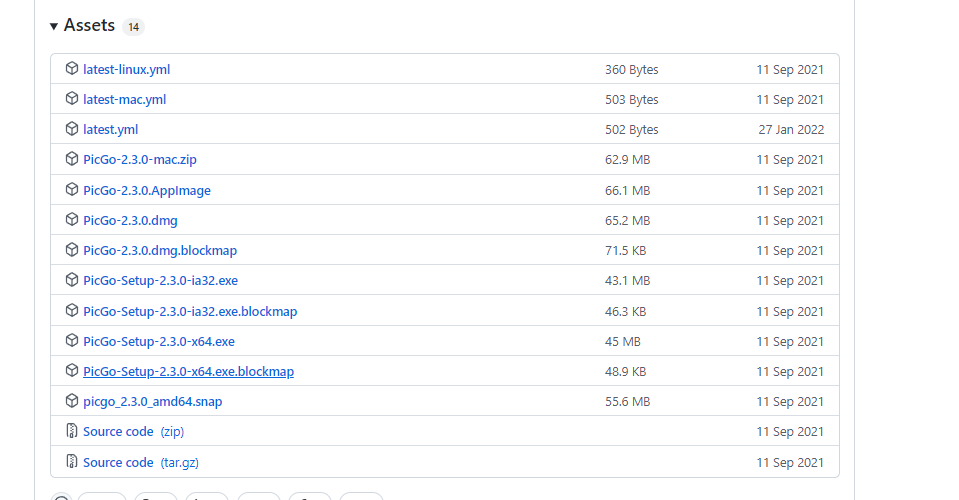 Assets 14
latest-linux.yml 360 Bytes 11 Sep 2021
latest-mac.yml 503 Bytes 11 Sep 2021
latest.yml 502 Bytes 27 Jan 2022
PicGo-2.3.0-mac.zip 62.9 MB 11 Sep 2021
PicGo-2.3.0.AppImage 66.1 MB 11 Sep 2021
PicGo-2.3.0.dmg 65.2 MB 11 Sep 2021
PicGo-2.3.0.dmg.blockmap 71.5 KB 11 Sep 2021
PicGo-Setup-2.3.0-ia32.exe 43.1 MB 11 Sep 2021
PicGo-Setup-2.3.0-ia32.exe.blockmap 46.3 KB 11 Sep 2021
PicGo-Setup-2.3.0-x64.exe 45 MB 11 Sep 2021
PicGo-Setup-2.3.0-x64.exe.blockmap 48.9 KB 11 Sep 2021
picgo_2.3.0_amd64.snap 55.6 MB 11 Sep 2021
Source code (zip) 11 Sep 2021
Source code (tar.gz) 11 Sep 2021